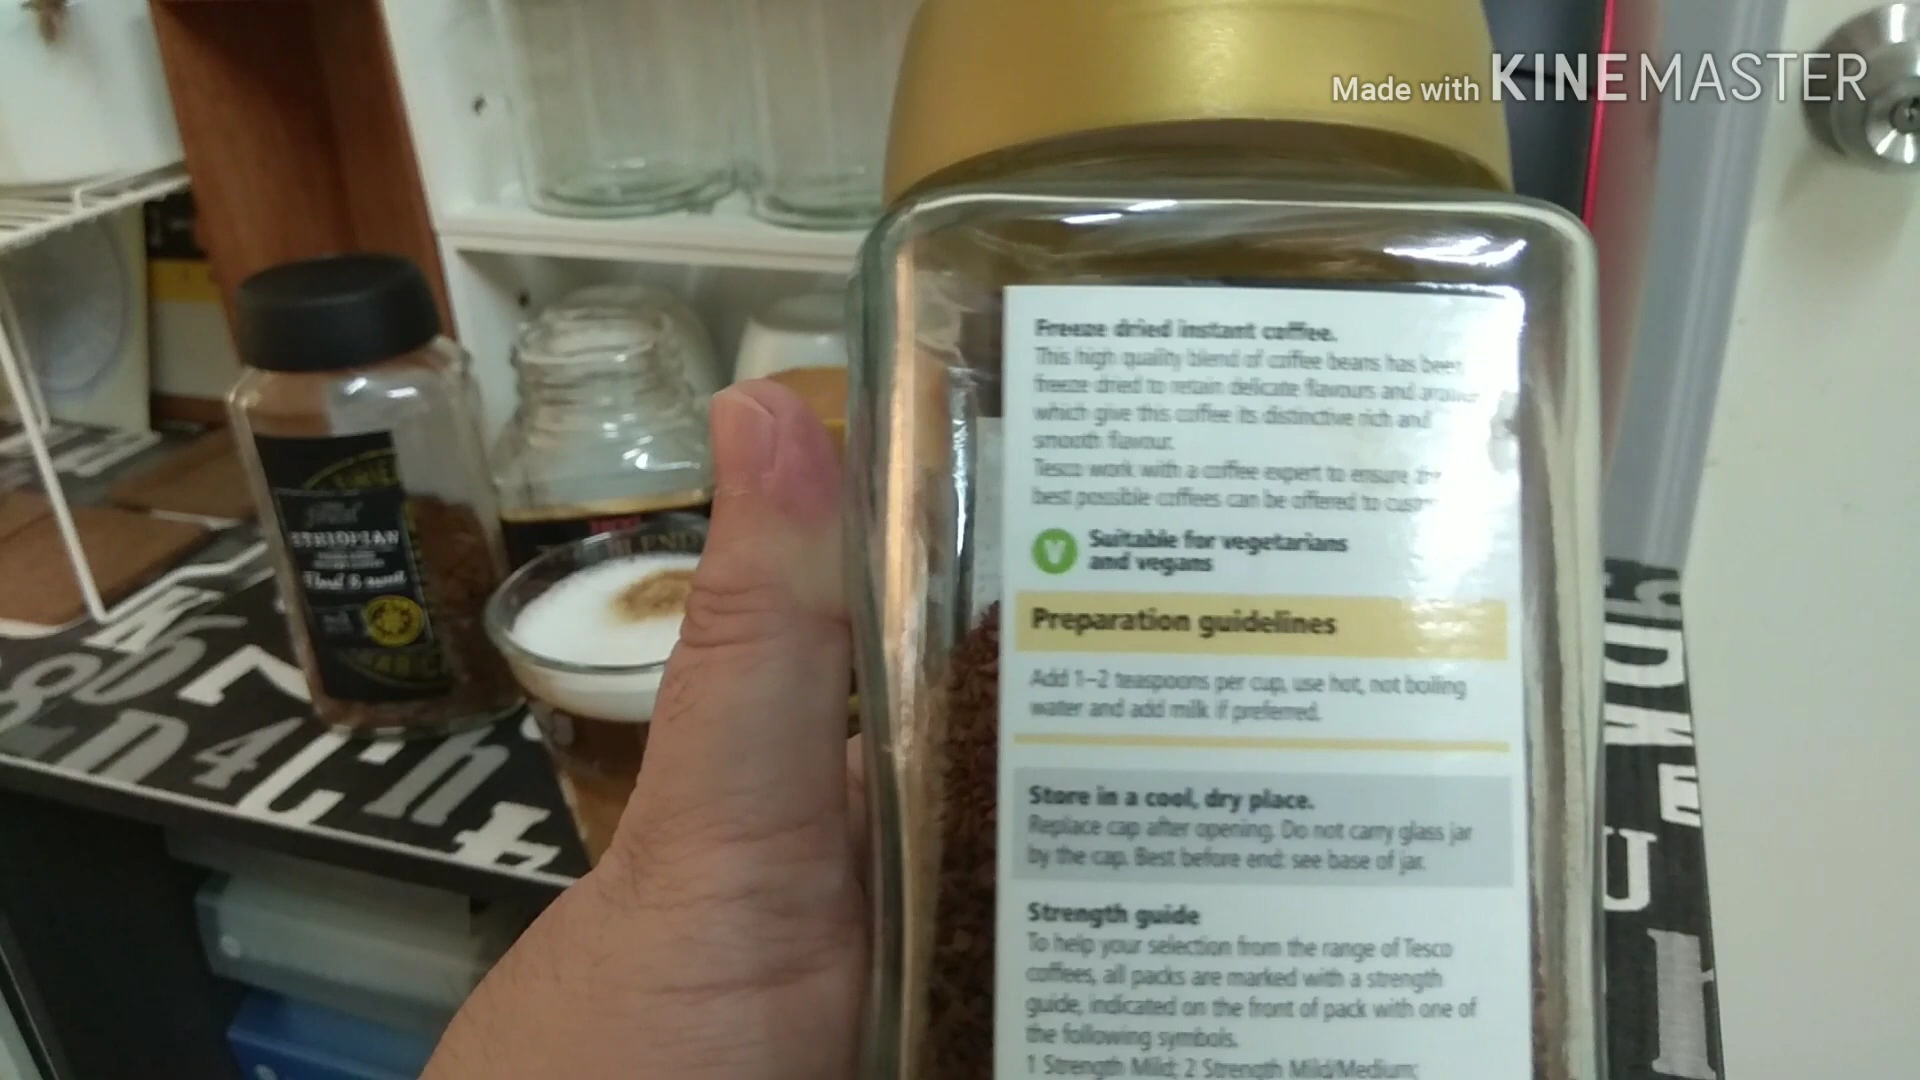 Made with KINEMASTER
Freeze dried instant coffee.
This high quality blend of coffee beans has been
freeze dried to retain delicate flavours and aroma
which give this coffee its distinctive rich and
smooth flavour.
Tesco work with a coffee expert to ensure the
best possible coffees can be offered to
V Suitable for vegetarians
and vegans
Preparation guidelines
Add 1-2 teaspoons per cup, use hot, not boiling
water and add milk if preferred.
Store in a cool, dry place.
Replace cap after opening. Do not carry glass jar
by the cap. Best before end: see base of jar.
Strength guide
To help your selection from the range of Tesco
coffees, all packs are marked with a strength
guide, indicated on the front of pack with one of
the following symbols.
1 Strength Mild; 2 Strength Mild/Medium;
ETHIOPIAN
BLEND